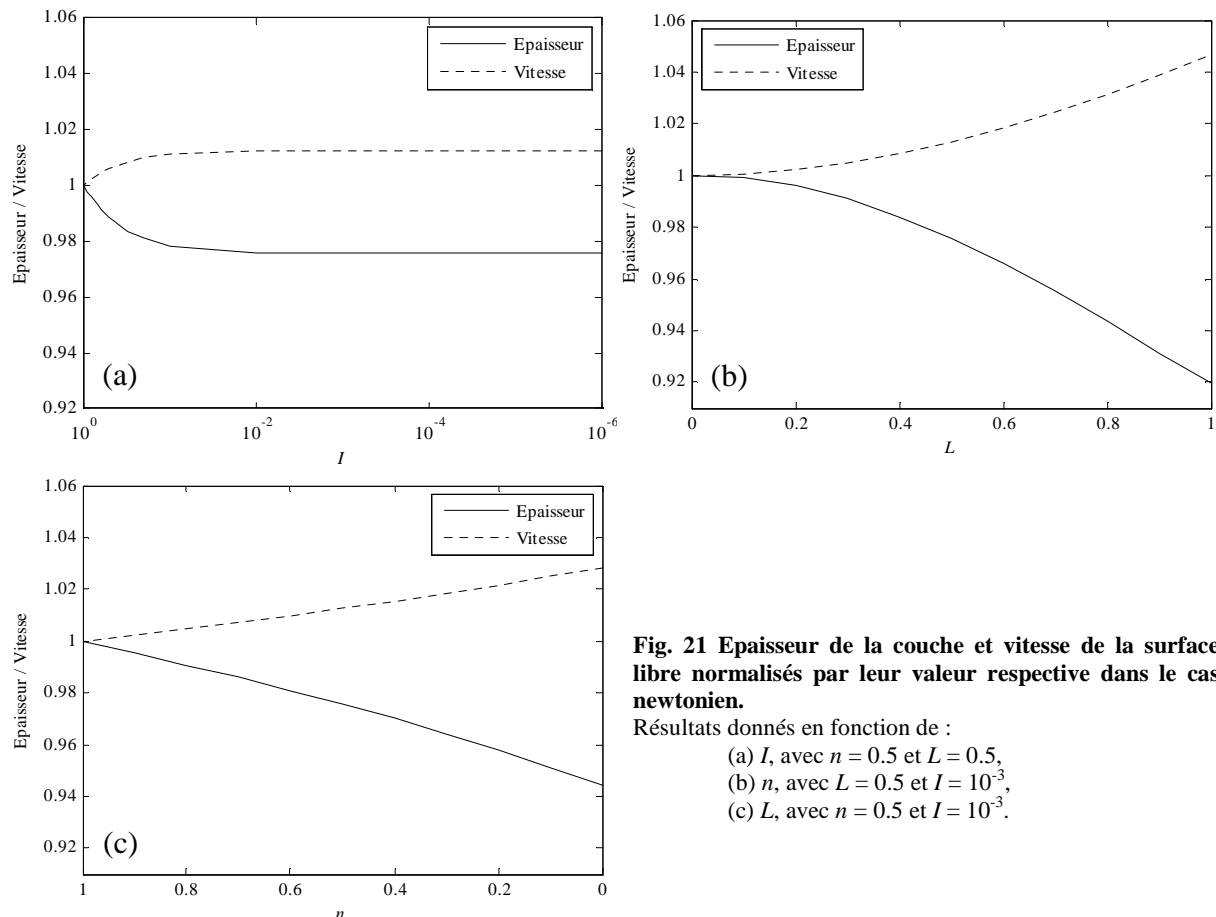 1.06
1.04
1.02
1
0.98
0.96
0.94
0.92
Epaisseur / Vitesse
Epaisseur
Vitesse
(a)
10^0
10^-2
10^-4
10^-6
I
1.06
1.04
1.02
1
0.98
0.96
0.94
0.92
Epaisseur / Vitesse
Epaisseur
Vitesse
(b)
0
0.2
0.4
0.6
0.8
1
L
1.06
1.04
1.02
1
0.98
0.96
0.94
0.92
Epaisseur / Vitesse
Epaisseur
Vitesse
(c)
1
0.8
0.6
0.4
0.2
0
n
Fig. 21 Epaisseur de la couche et vitesse de la surface
libre normalisés par leur valeur respective dans le cas
newtonien.
Résultats donnés en fonction de :
(a) I, avec n = 0.5 et L = 0.5,
(b) n, avec L = 0.5 et I = 10^-3,
(c) L, avec n = 0.5 et I = 10^-3.